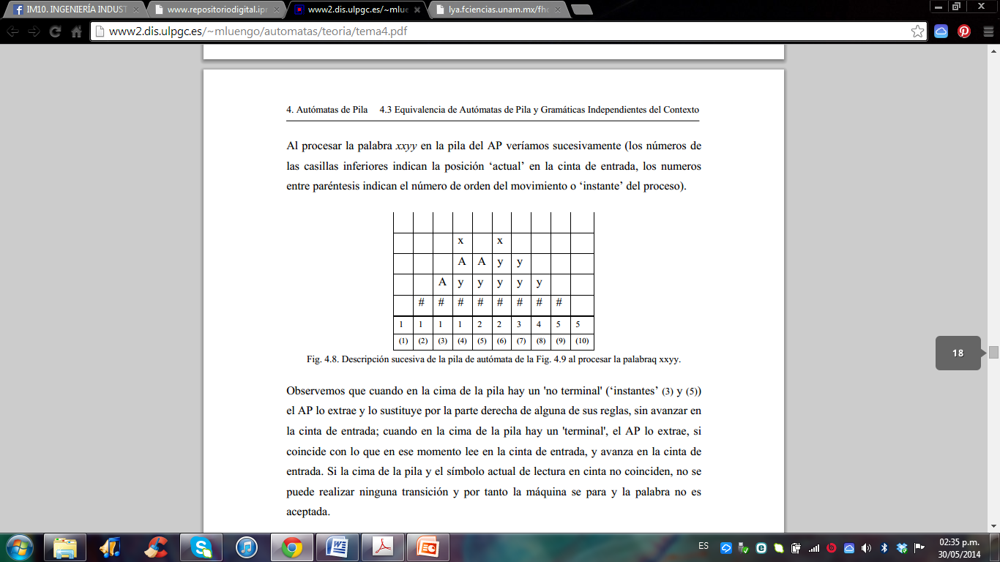 IM10. INGENIERÍA INDUST
www.repositoriodigital.ipn
www2.dis.ulpgc.es/~mlue
lya.fciencias.unam.mx/fho
www2.dis.ulpgc.es/~mluengo/automatas/teoria/tema4.pdf
4. Autómatas de Pila 4.3 Equivalencia de Autómatas de Pila y Gramáticas Independientes del Contexto
Al procesar la palabra xxyy en la pila del AP veríamos sucesivamente (los números de
las casillas inferiores indican la posición ‘actual’ en la cinta de entrada, los numeros
entre paréntesis indican el número de orden del movimiento o ‘instante’ del proceso).
x x
A A y y
A y y y y y
# # # # # # # #
1 1 1 1 2 2 3 4 5 5
(1) (2) (3) (4) (5) (6) (7) (8) (9) (10)
Fig. 4.8. Descripción sucesiva de la pila de autómata de la Fig. 4.9 al procesar la palabraq xxyy.
Observemos que cuando en la cima de la pila hay un 'no terminal' (‘instantes’ (3) y (5))
el AP lo extrae y lo sustituye por la parte derecha de alguna de sus reglas, sin avanzar en
la cinta de entrada; cuando en la cima de la pila hay un 'terminal', el AP lo extrae, si
coincide con lo que en ese momento lee en la cinta de entrada, y avanza en la cinta de
entrada. Si la cima de la pila y el símbolo actual de lectura en cinta no coinciden, no se
puede realizar ninguna transición y por tanto la máquina se para y la palabra no es
aceptada.
18
ES
02:35 p.m.
30/05/2014